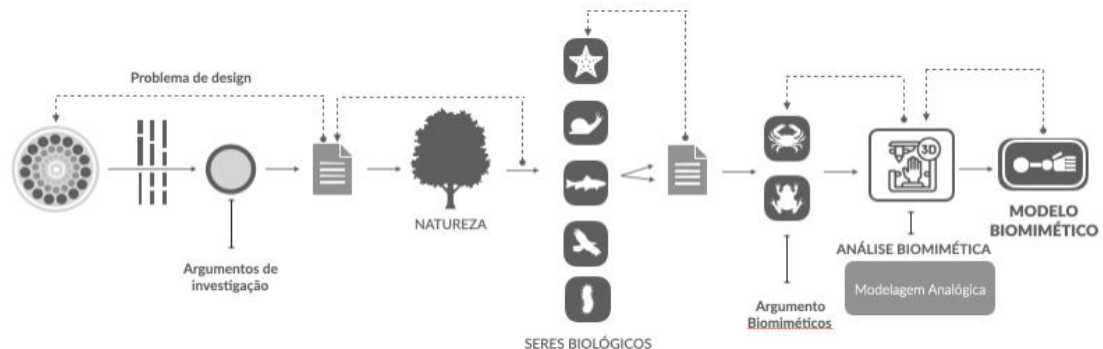 Problema de design
Argumentos de
investigação
NATUREZA
SERES BIOLÓGICOS
Argumento
Biomiméticos
3D
ANÁLISE BIOMIMÉTICA
Modelagem Analógica
MODELO
BIOMIMÉTICO